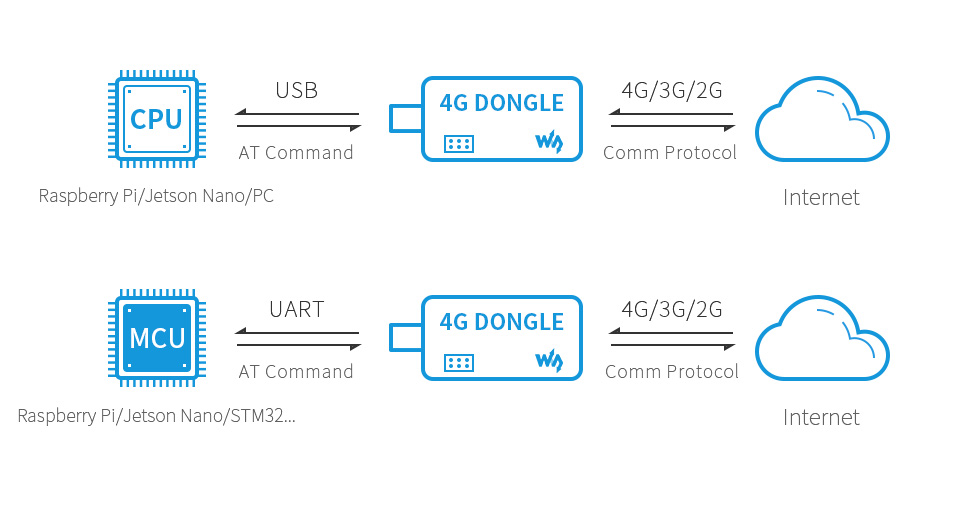 USB
4G/3G/2G
CPU
4G DONGLE
AT Command
Comm Protocol
Raspberry Pi/Jetson Nano/PC
Internet
UART
4G/3G/2G
MCU
4G DONGLE
AT Command
Comm Protocol
Raspberry Pi/Jetson Nano/STM32...
Internet